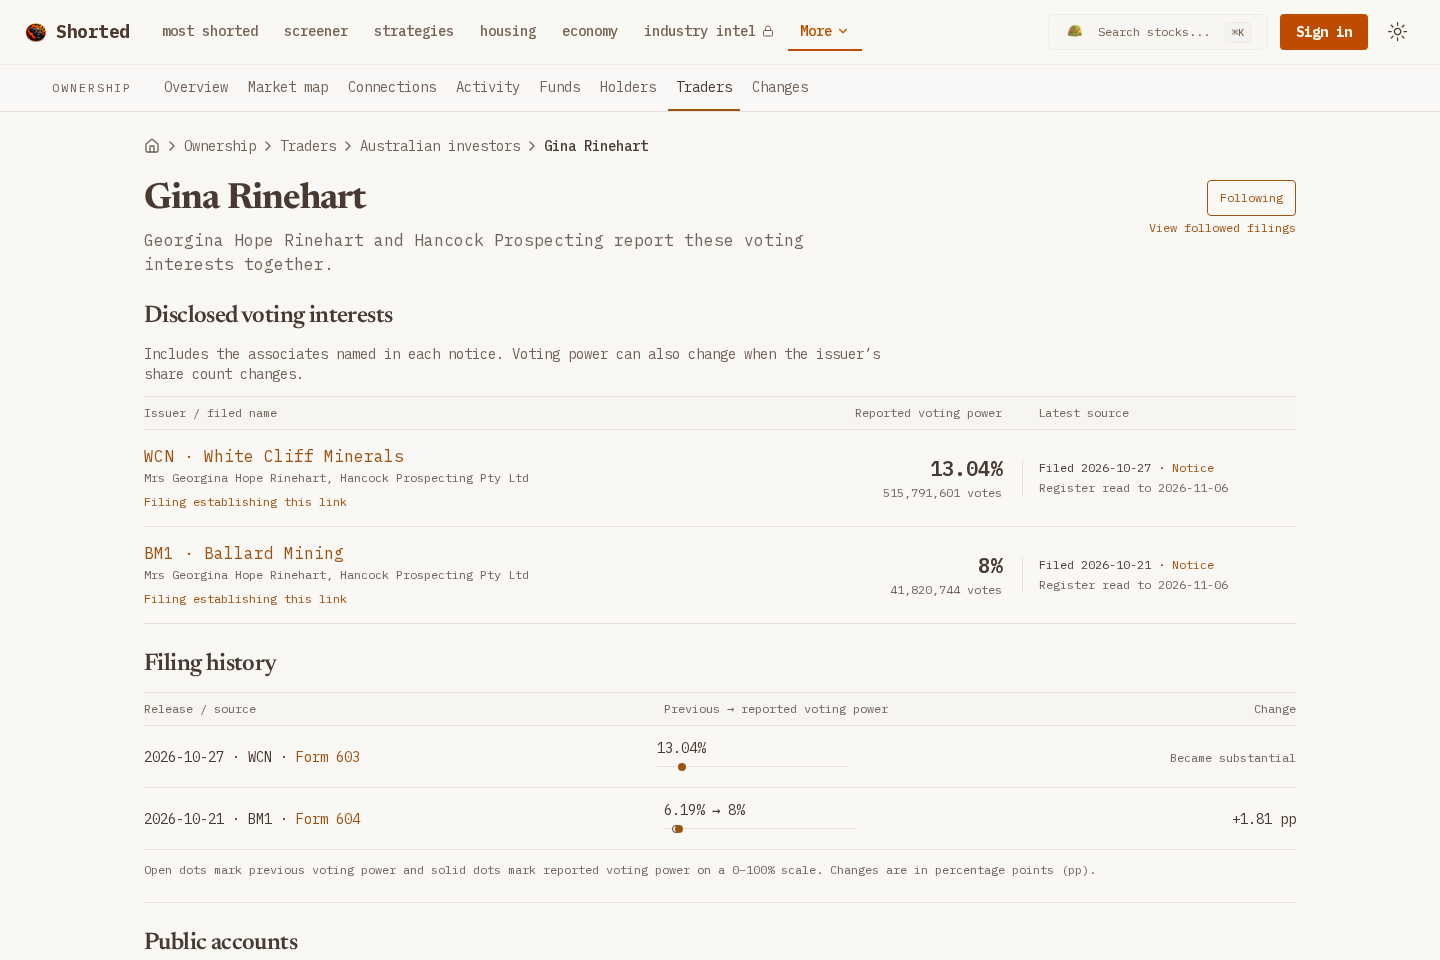 Shorted
most shorted
screener
strategies
housing
economy
industry intel
More
Search stocks...
⌘K
Sign in
OWNERSHIP
Overview
Market map
Connections
Activity
Funds
Holders
Traders
Changes
Ownership
Traders
Australian investors
Gina Rinehart
Gina Rinehart
Following
View followed filings
Georgina Hope Rinehart and Hancock Prospecting report these voting
interests together.
Disclosed voting interests
Includes the associates named in each notice. Voting power can also change when the issuer’s
share count changes.
Issuer / filed name
Reported voting power
Latest source
WCN · White Cliff Minerals
Mrs Georgina Hope Rinehart, Hancock Prospecting Pty Ltd
Filing establishing this link
13.04%
515,791,601 votes
Filed 2026-10-27 · Notice
Register read to 2026-11-06
BM1 · Ballard Mining
Mrs Georgina Hope Rinehart, Hancock Prospecting Pty Ltd
Filing establishing this link
8%
41,820,744 votes
Filed 2026-10-21 · Notice
Register read to 2026-11-06
Filing history
Release / source
Previous → reported voting power
Change
2026-10-27 · WCN · Form 603
13.04%
Became substantial
2026-10-21 · BM1 · Form 604
6.19% → 8%
+1.81 pp
Open dots mark previous voting power and solid dots mark reported voting power on a 0–100% scale. Changes are in percentage points (pp).
Public accounts